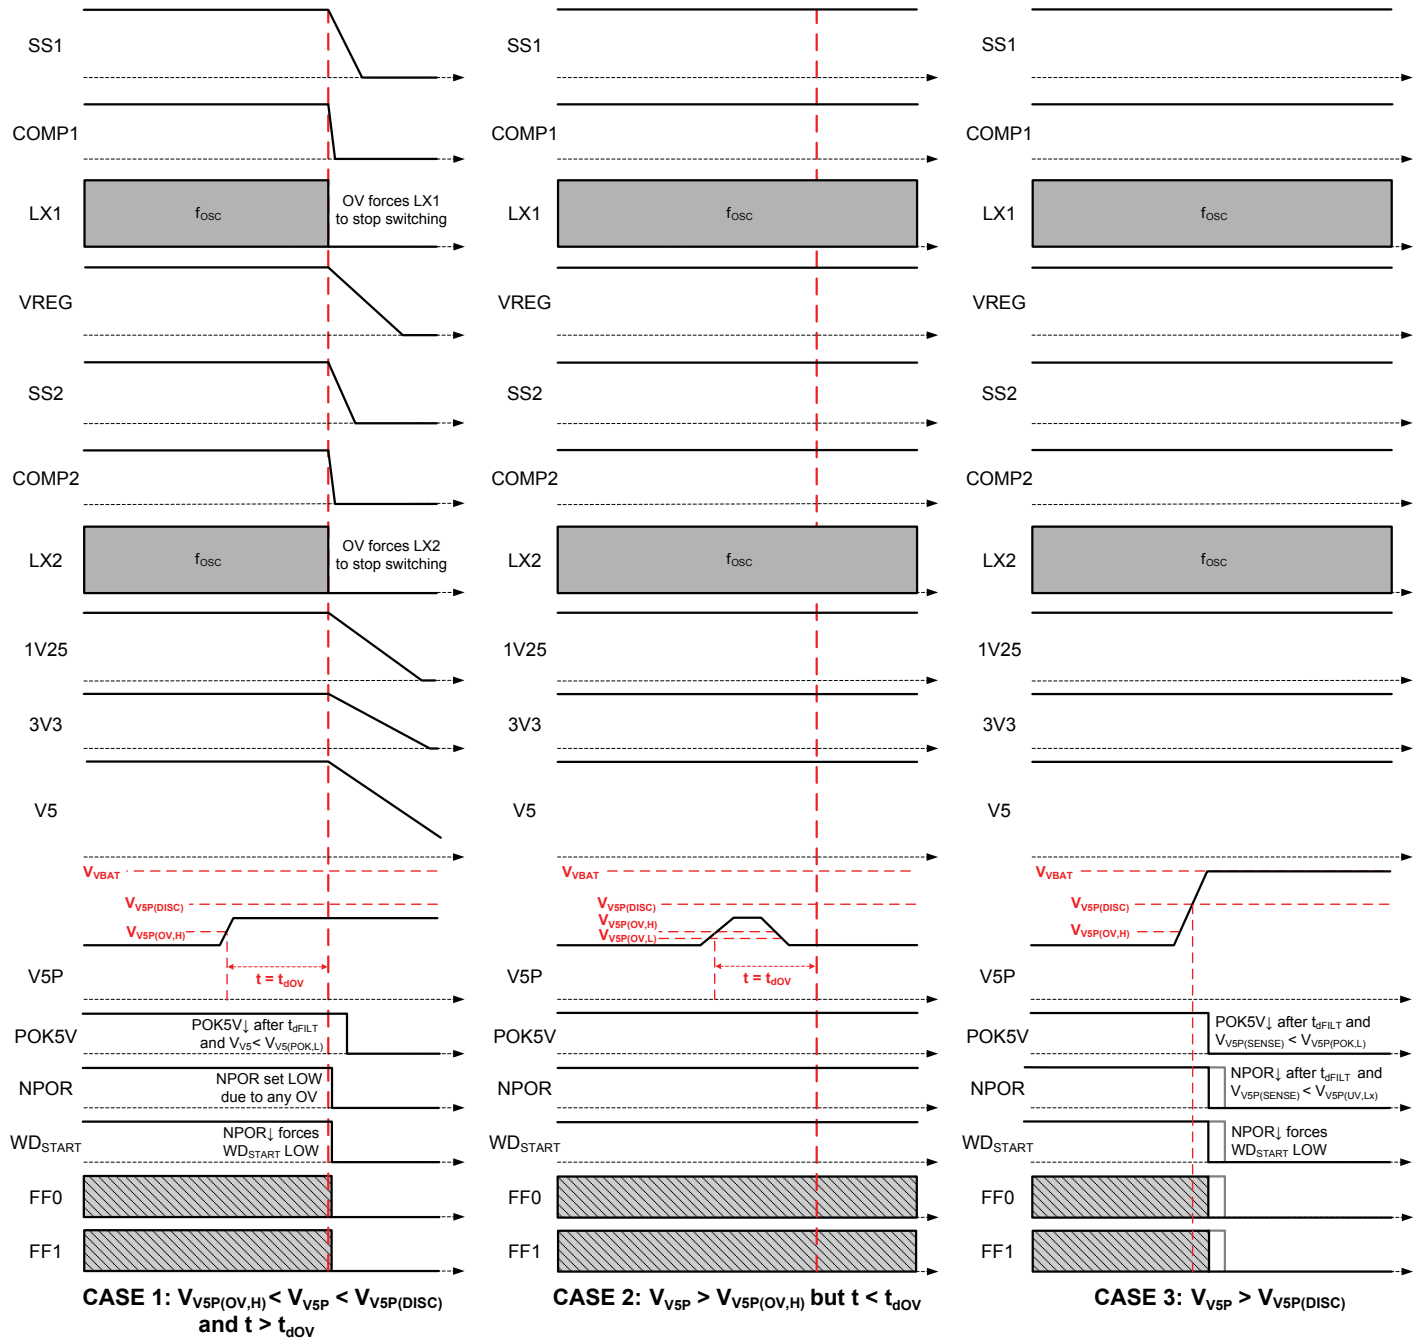 SS1
COMP1
LX1
fOSC
OV forces LX1
to stop switching
VREG
SS2
COMP2
LX2
fOSC
OV forces LX2
to stop switching
1V25
3V3
V5
VVBAT
VV5P(DISC)
VV5P(OV,H)
V5P
t = tdOV
POK5V
POK5V↓ after tdFILT
and VV5< VV5(POK,L)
NPOR
NPOR set LOW
due to any OV
WDSTART
NPOR↓ forces
WDSTART LOW
FF0
FF1
CASE 1: VV5P(OV,H) < VV5P < VV5P(DISC)
and t > tdOV
SS1
COMP1
LX1
fOSC
VREG
SS2
COMP2
LX2
fOSC
1V25
3V3
V5
VVBAT
VV5P(DISC)
VV5P(OV,H)
VV5P(OV,L)
V5P
t = tdOV
POK5V
NPOR
WDSTART
FF0
FF1
CASE 2: VV5P > VV5P(OV,H) but t < tdOV
SS1
COMP1
LX1
fOSC
VREG
SS2
COMP2
LX2
fOSC
1V25
3V3
V5
VVBAT
VV5P(DISC)
VV5P(OV,H)
V5P
POK5V
POK5V↓ after tdFILT and
VV5P(SENSE) < VV5P(POK,L)
NPOR
NPOR↓ after tdFILT and
VV5P(SENSE) < VV5P(UV,Lx)
WDSTART
NPOR↓ forces
WDSTART LOW
FF0
FF1
CASE 3: VV5P > VV5P(DISC)